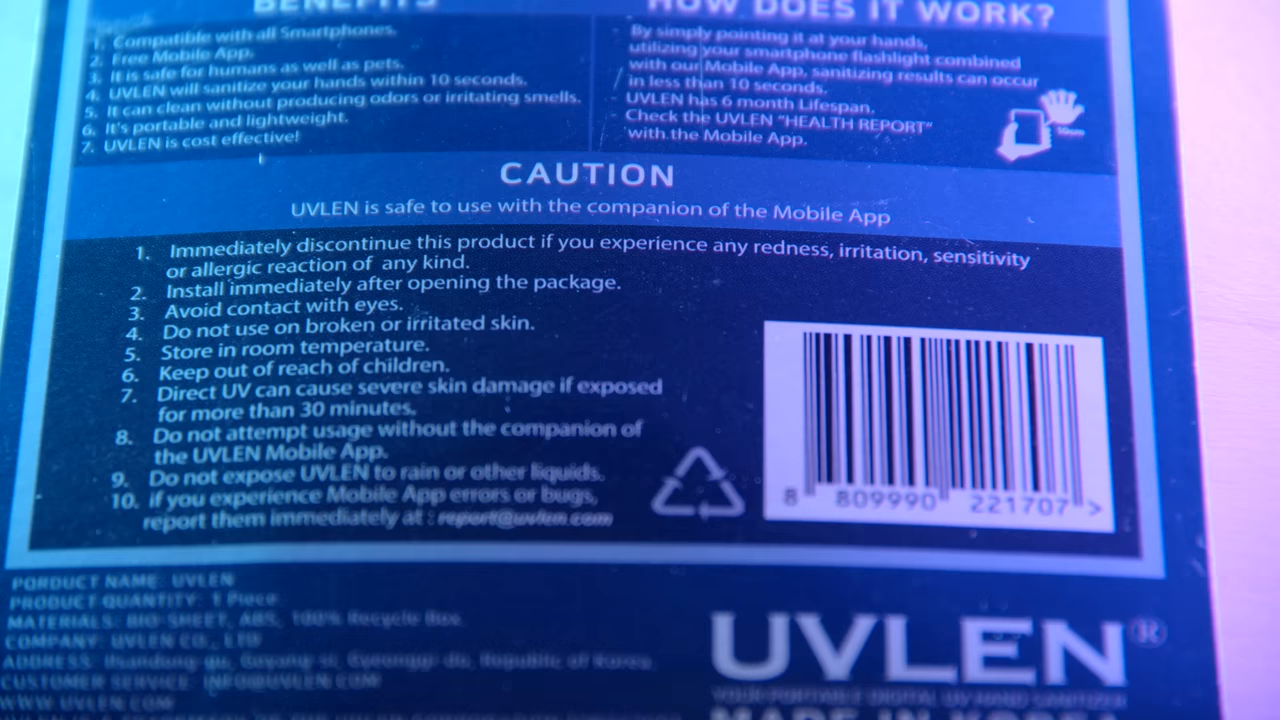 BENEFITS
1. Compatible with all Smartphones.
2. Free Mobile App.
3. It is safe for humans as well as pets.
4. UVLEN will sanitize your hands within 10 seconds.
5. It can clean without producing odors or irritating smells.
6. It's portable and lightweight.
7. UVLEN is cost effective!
HOW DOES IT WORK?
By simply pointing it at your hands,
utilizing your smartphone flashlight combined
with our Mobile App, sanitizing results can occur
in less than 10 seconds.
UVLEN has 6 month Lifespan.
Check the UVLEN "HEALTH REPORT"
with the Mobile App.
CAUTION
UVLEN is safe to use with the companion of the Mobile App
1. Immediately discontinue this product if you experience any redness, irritation, sensitivity
or allergic reaction of any kind.
2. Install immediately after opening the package.
3. Avoid contact with eyes.
4. Do not use on broken or irritated skin.
5. Store in room temperature.
6. Keep out of reach of children.
7. Direct UV can cause severe skin damage if exposed
for more than 30 minutes.
8. Do not attempt usage without the companion of
the UVLEN Mobile App.
9. Do not expose UVLEN to rain or other liquids.
10. if you experience Mobile App errors or bugs,
report them immediately at : report@uvlen.com
8 809990 221707 >
PORDUCT NAME: UVLEN
PRODUCT QUANTITY: 1 Piece
MATERIALS: BIO SHEET, ABS, 100% Recycle Box.
COMPANY: UVLEN CO., LTD
ADDRESS: Ilsandong-gu, Goyang-si, Gyeonggi-do, Republic of Korea
CUSTOMER SERVICE: INFO@UVLEN.COM
WWW.UVLEN.COM
UVLEN®
YOUR PORTABLE DIGITAL UV HAND SANITIZER
MADE IN KOREA